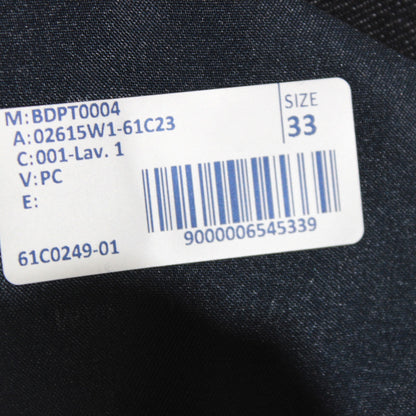 M:BDPT0004
A:02615W1-61C23
C:001-Lav. 1
V:PC
E:
SIZE
33
9000006545339
61C0249-01